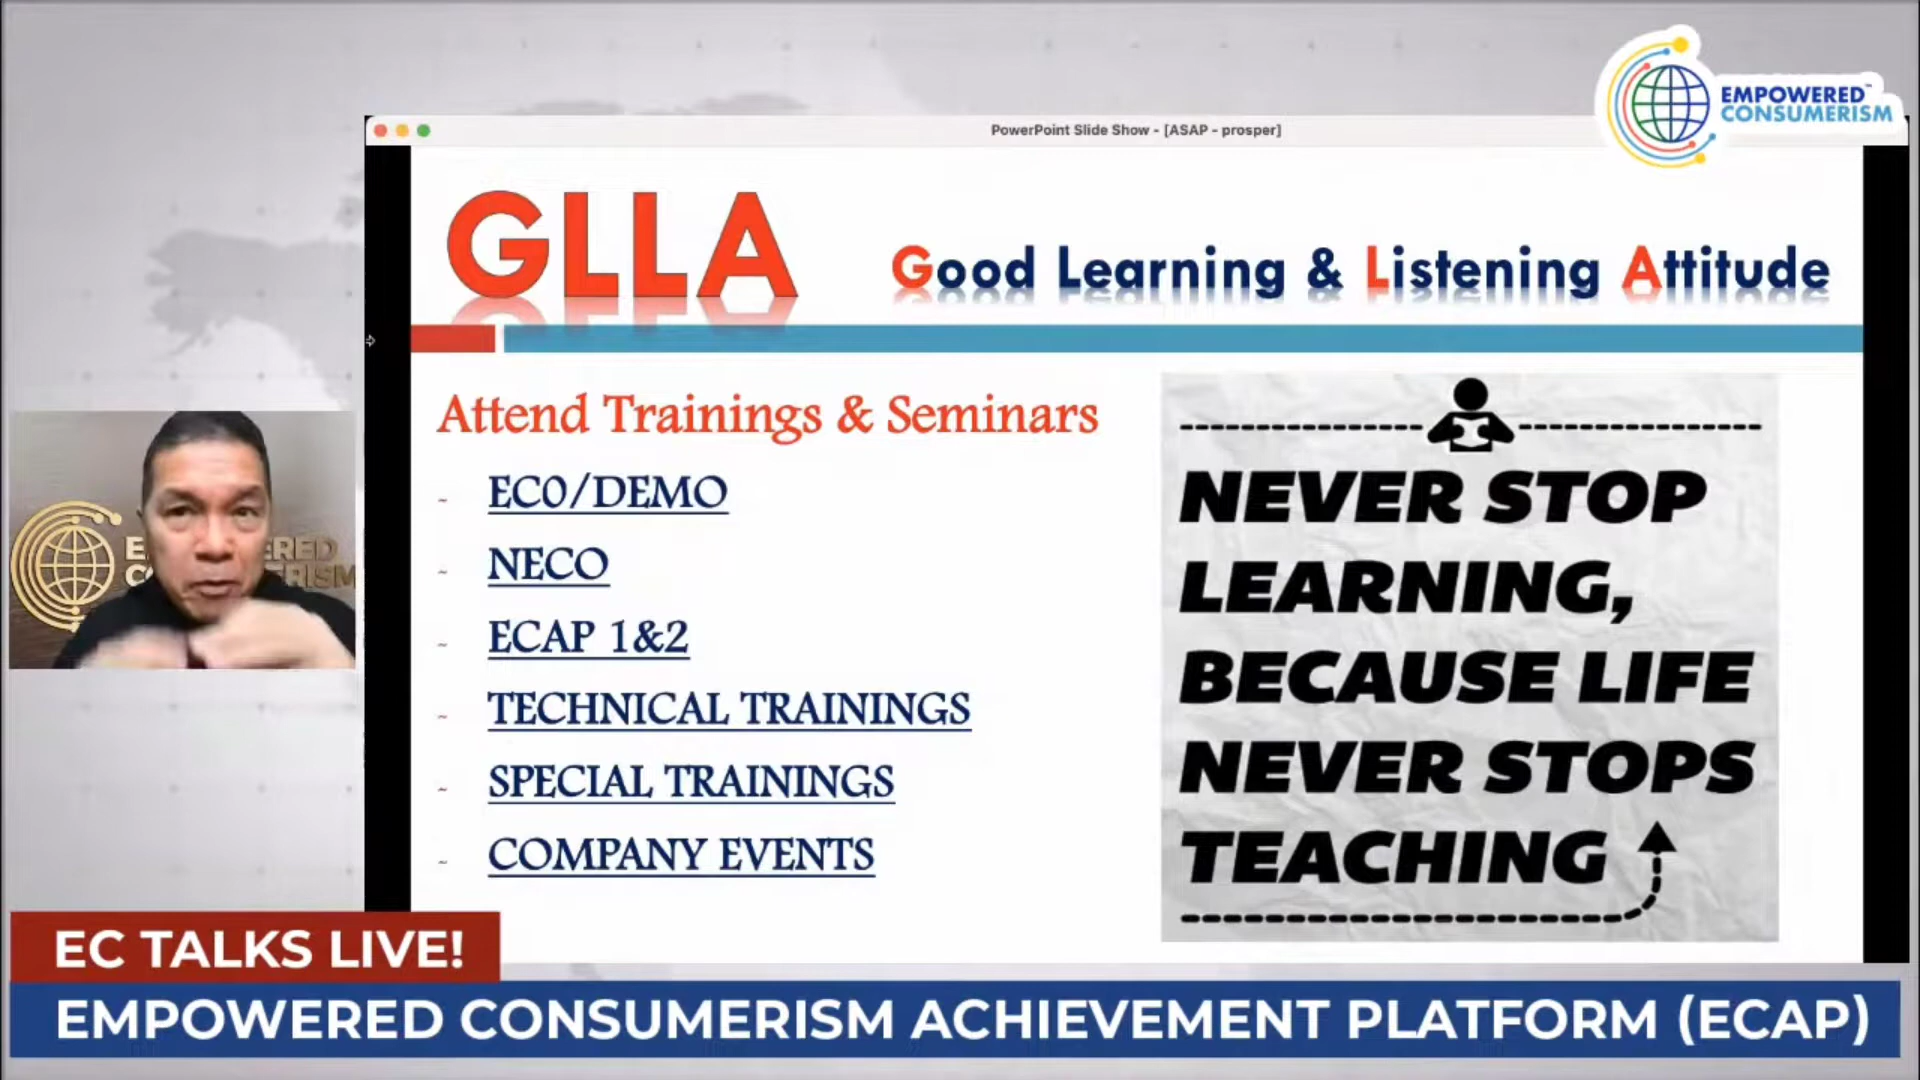 EMPOWERED™
CONSUMERISM
PowerPoint Slide Show - [ASAP - prosper]
GLLA
Good Learning & Listening Attitude
Attend Trainings & Seminars
- EC0/DEMO
- NECO
- ECAP 1&2
- TECHNICAL TRAININGS
- SPECIAL TRAININGS
- COMPANY EVENTS
NEVER STOP
LEARNING,
BECAUSE LIFE
NEVER STOPS
TEACHING
EC TALKS LIVE!
EMPOWERED CONSUMERISM ACHIEVEMENT PLATFORM (ECAP)